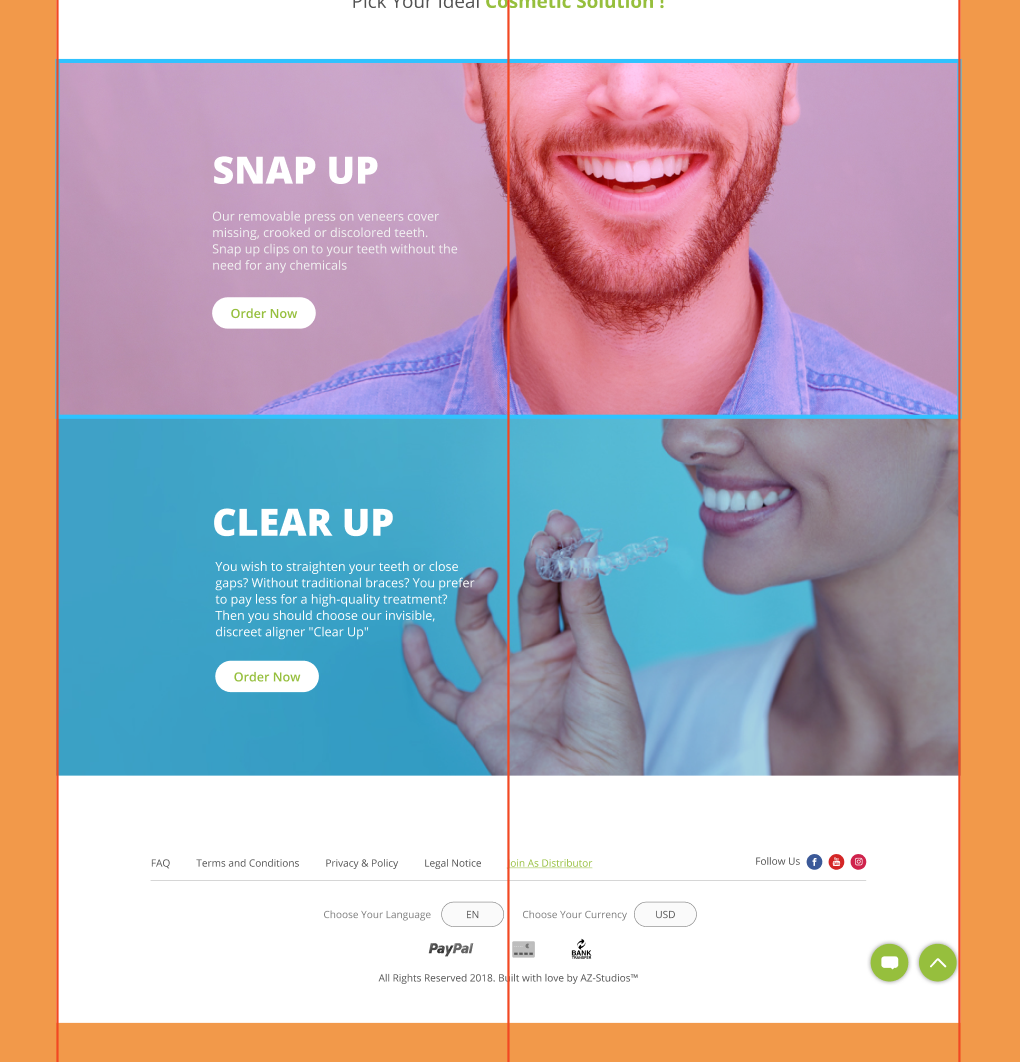 Pick Your Ideal Cosmetic Solution !
SNAP UP
Our removable press on veneers cover
missing, crooked or discolored teeth.
Snap up clips on to your teeth without the
need for any chemicals
Order Now
CLEAR UP
You wish to straighten your teeth or close
gaps? Without traditional braces? You prefer
to pay less for a high-quality treatment?
Then you should choose our invisible,
discreet aligner "Clear Up"
Order Now
FAQ Terms and Conditions Privacy & Policy Legal Notice Join As Distributor Follow Us
Choose Your Language EN Choose Your Currency USD
PayPal BANK TRANSFER
All Rights Reserved 2018. Built with love by AZ-Studios™